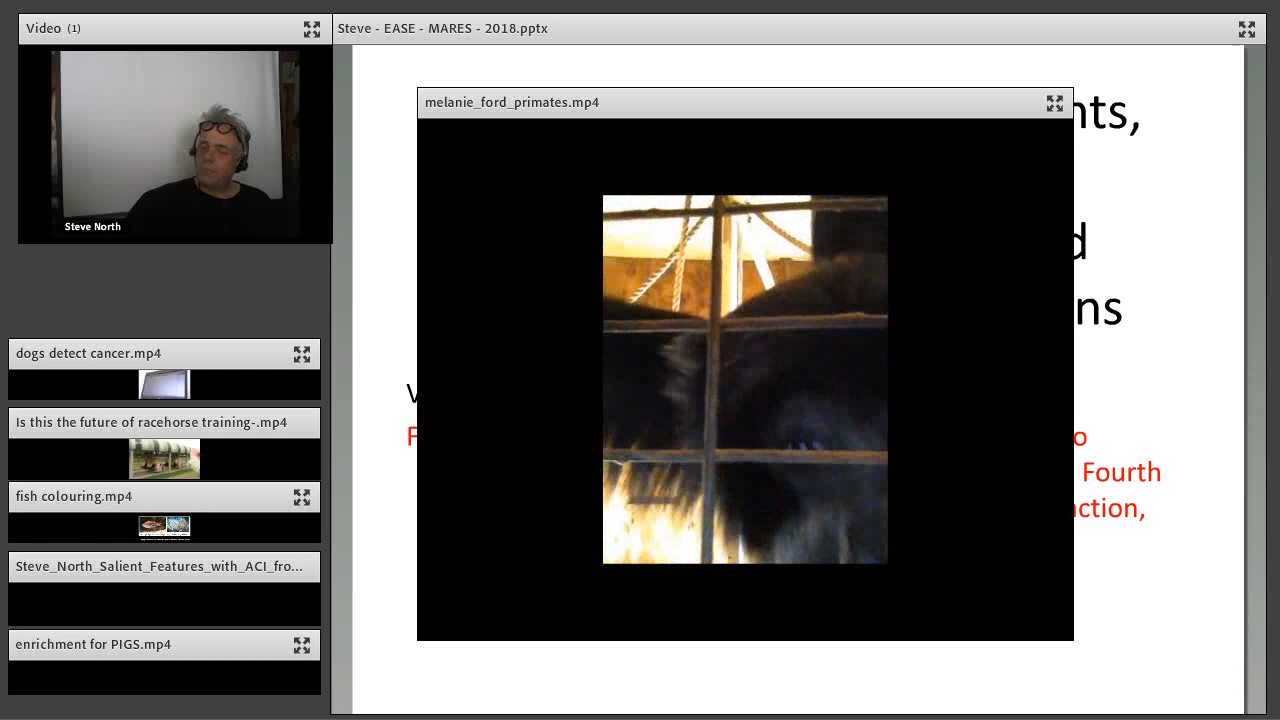 Video (1)
Steve North
dogs detect cancer.mp4
Is this the future of racehorse training-.mp4
fish colouring.mp4
Steve_North_Salient_Features_with_ACI_fro...
enrichment for PIGS.mp4
Steve - EASE - MARES - 2018.pptx
melanie_ford_primates.mp4
nts,
d
ns
V
F
o
Fourth
action,